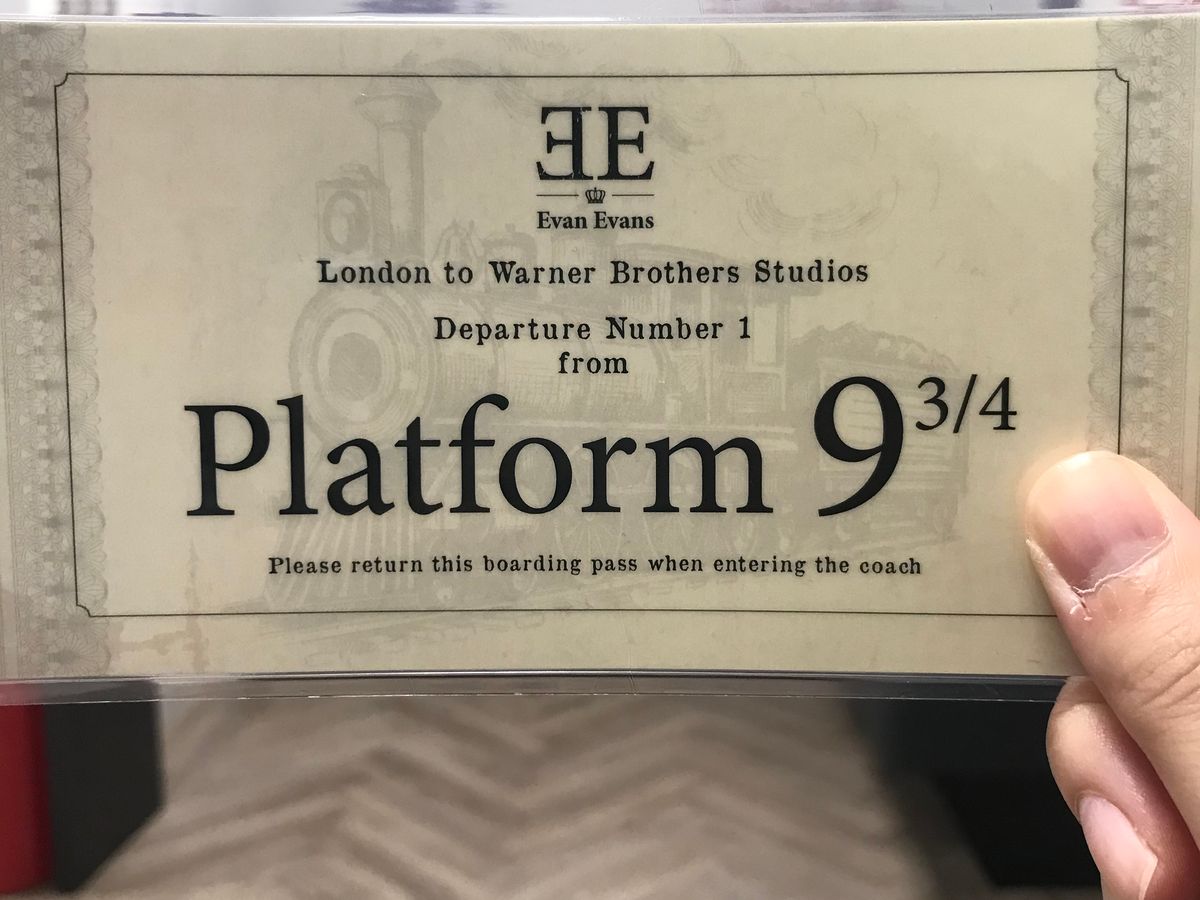 ƎE
Evan Evans
London to Warner Brothers Studios
Departure Number 1
from
Platform 9 3/4
Please return this boarding pass when entering the coach